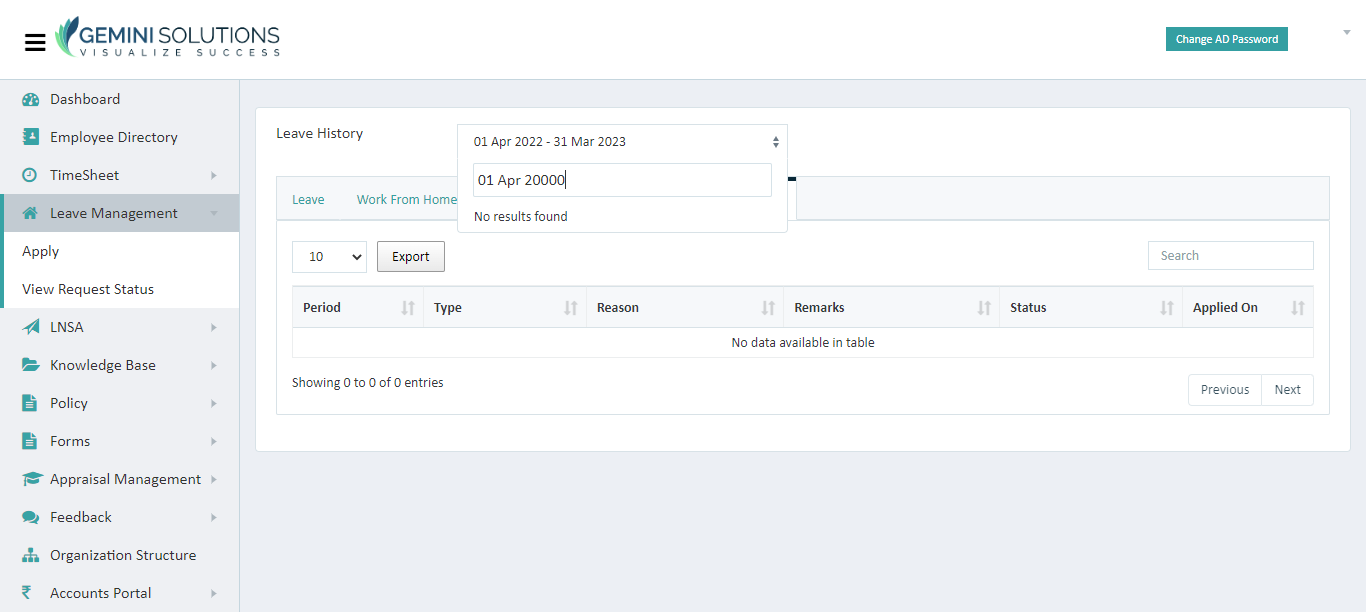 GEMINI SOLUTIONS
VISUALIZE SUCCESS
Change AD Password
Dashboard
Employee Directory
TimeSheet
Leave Management
Apply
View Request Status
LNSA
Knowledge Base
Policy
Forms
Appraisal Management
Feedback
Organization Structure
Accounts Portal
Leave History
01 Apr 2022 - 31 Mar 2023
01 Apr 20000
No results found
Leave
Work From Home
10
Export
Search
Period
Type
Reason
Remarks
Status
Applied On
No data available in table
Showing 0 to 0 of 0 entries
Previous
Next